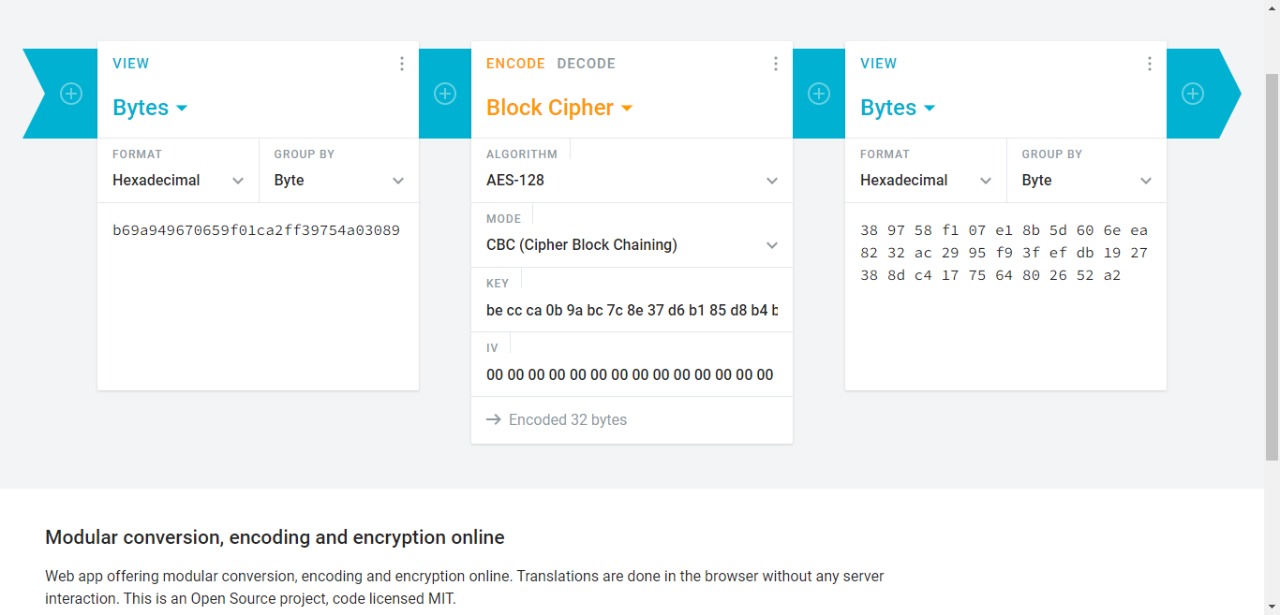 VIEW
Bytes
FORMAT
Hexadecimal
GROUP BY
Byte
b69a949670659f01ca2ff39754a03089
ENCODE DECODE
Block Cipher
ALGORITHM
AES-128
MODE
CBC (Cipher Block Chaining)
KEY
be cc ca 0b 9a bc 7c 8e 37 d6 b1 85 d8 b4 b
IV
00 00 00 00 00 00 00 00 00 00 00 00 00 00
→ Encoded 32 bytes
VIEW
Bytes
FORMAT
Hexadecimal
GROUP BY
Byte
38 97 58 f1 07 e1 8b 5d 60 6e ea
82 32 ac 29 95 f9 3f ef db 19 27
38 8d c4 17 75 64 80 26 52 a2
Modular conversion, encoding and encryption online
Web app offering modular conversion, encoding and encryption online. Translations are done in the browser without any server
interaction. This is an Open Source project, code licensed MIT.